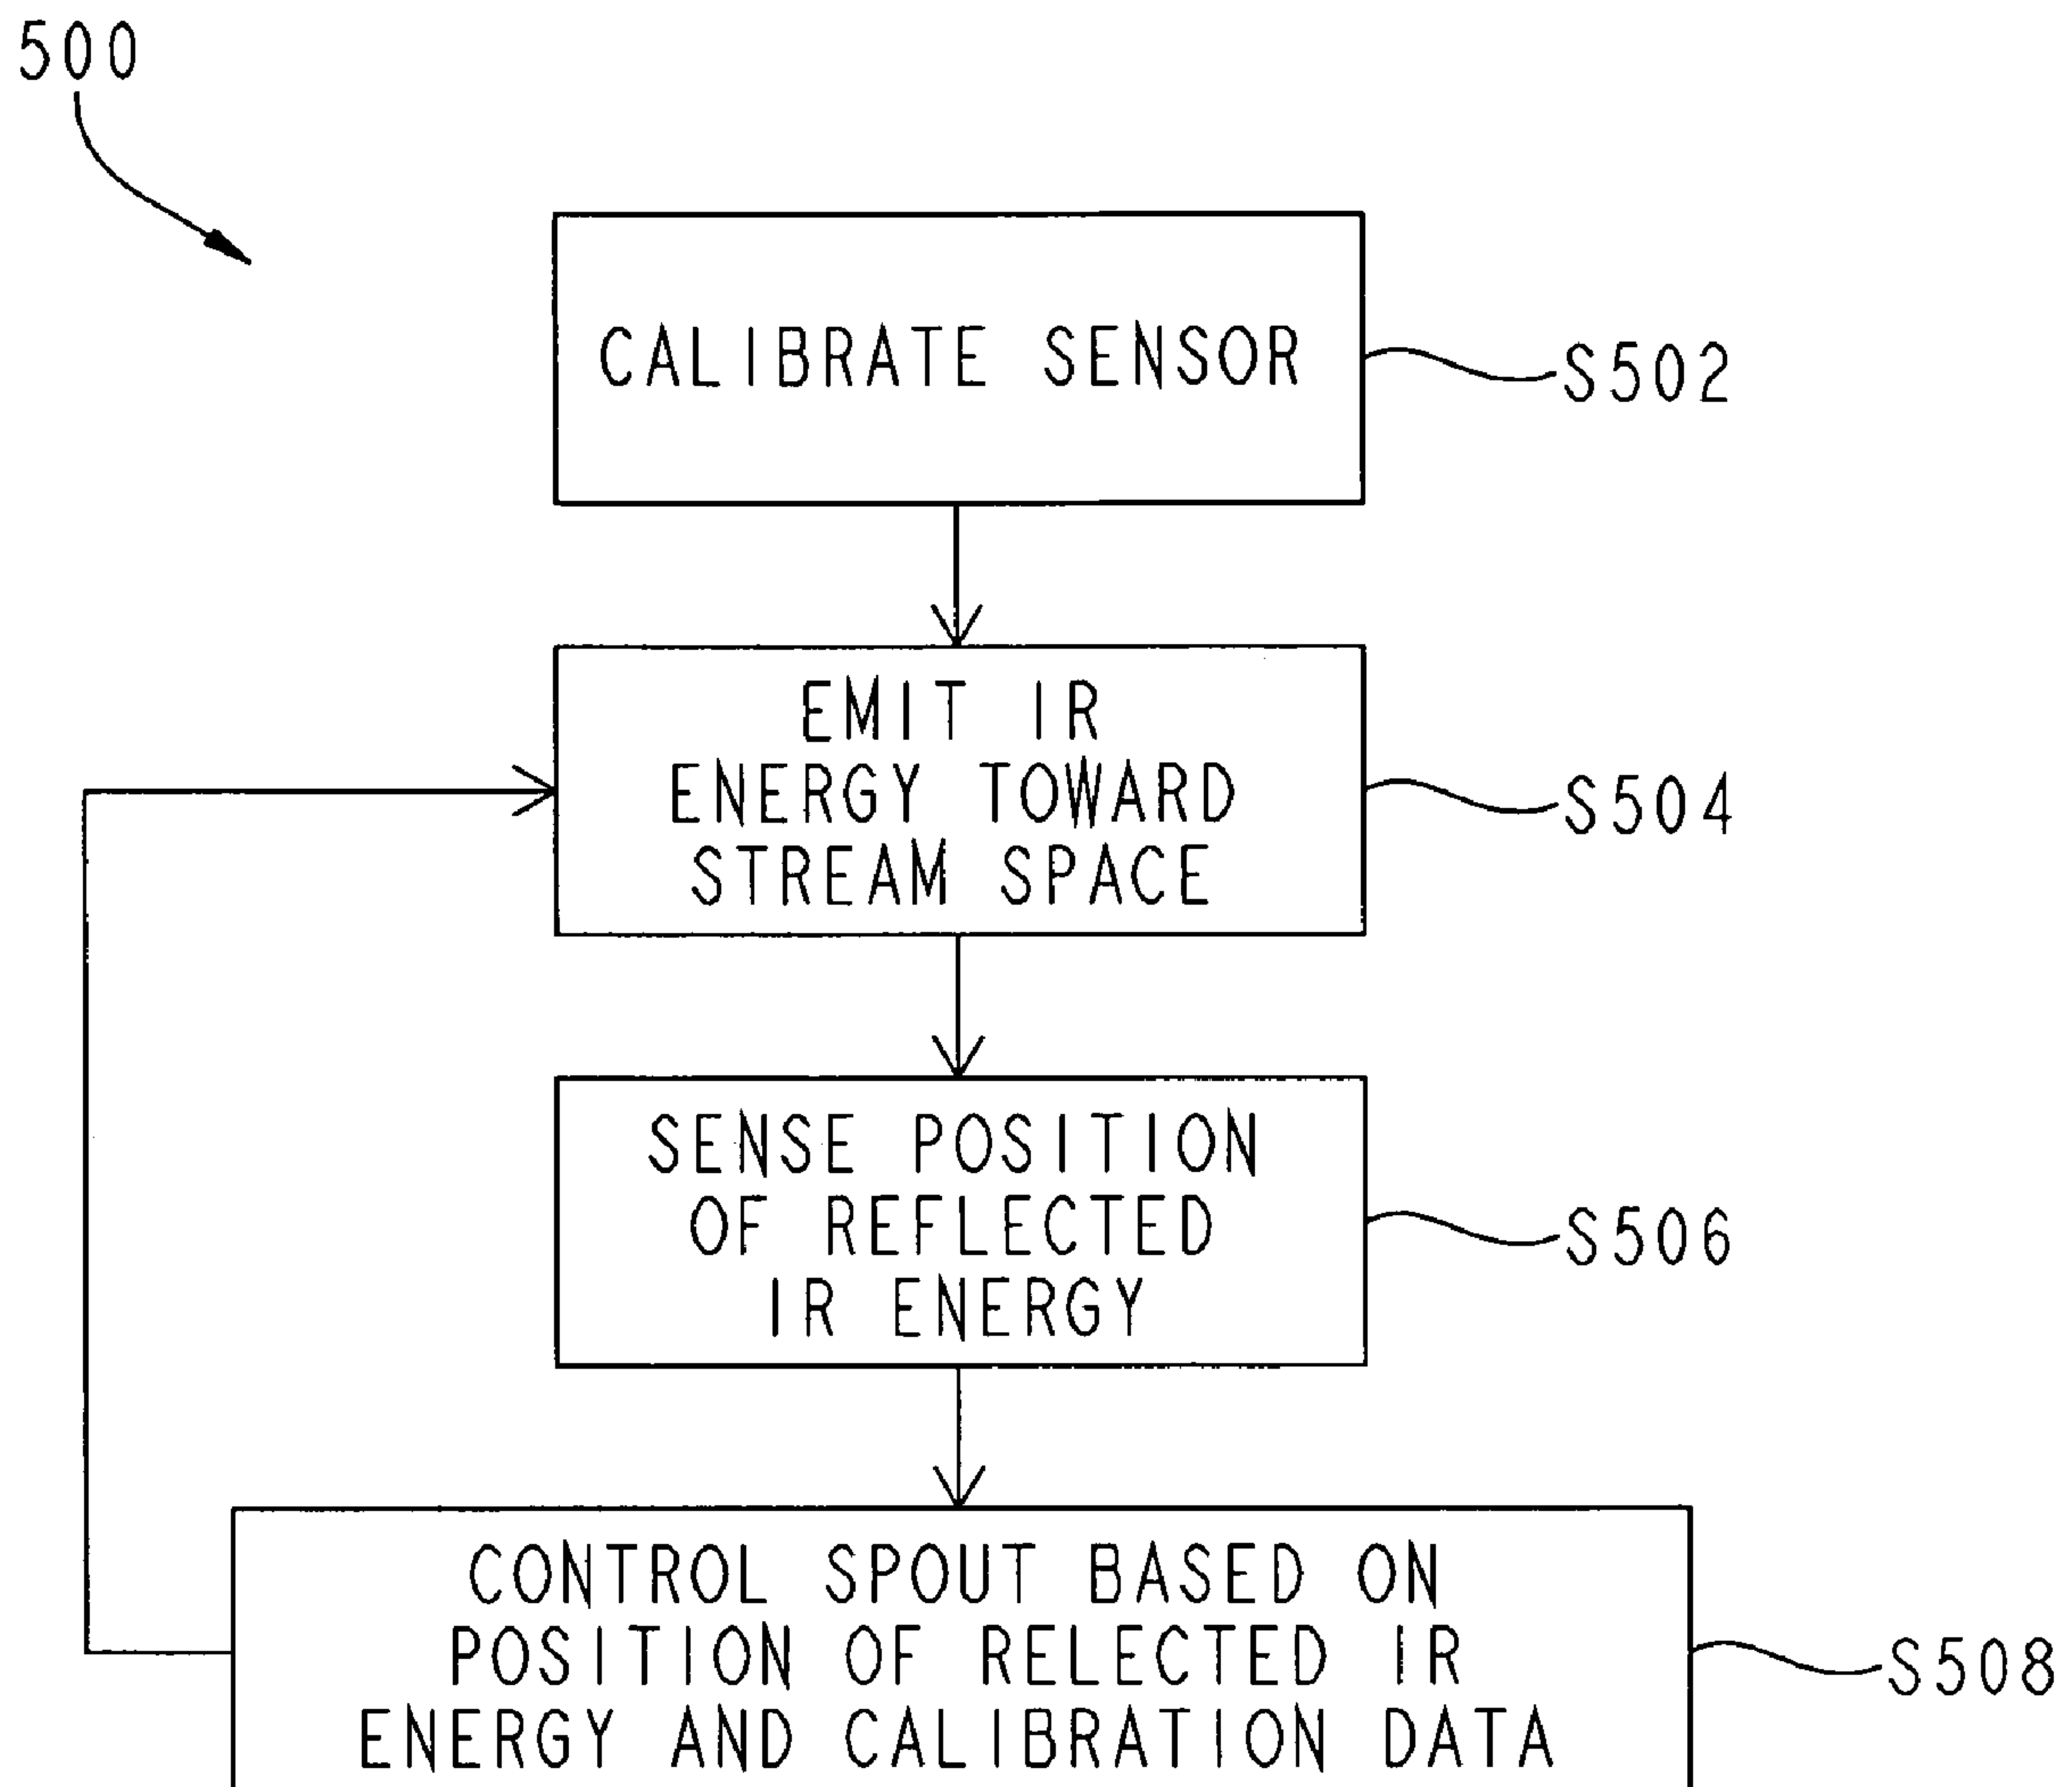 500
CALIBRATE SENSOR
S502
EMIT IR
ENERGY TOWARD
STREAM SPACE
S504
SENSE POSITION
OF REFLECTED
IR ENERGY
S506
CONTROL SPOUT BASED ON
POSITION OF RELECTED IR
ENERGY AND CALIBRATION DATA
S508